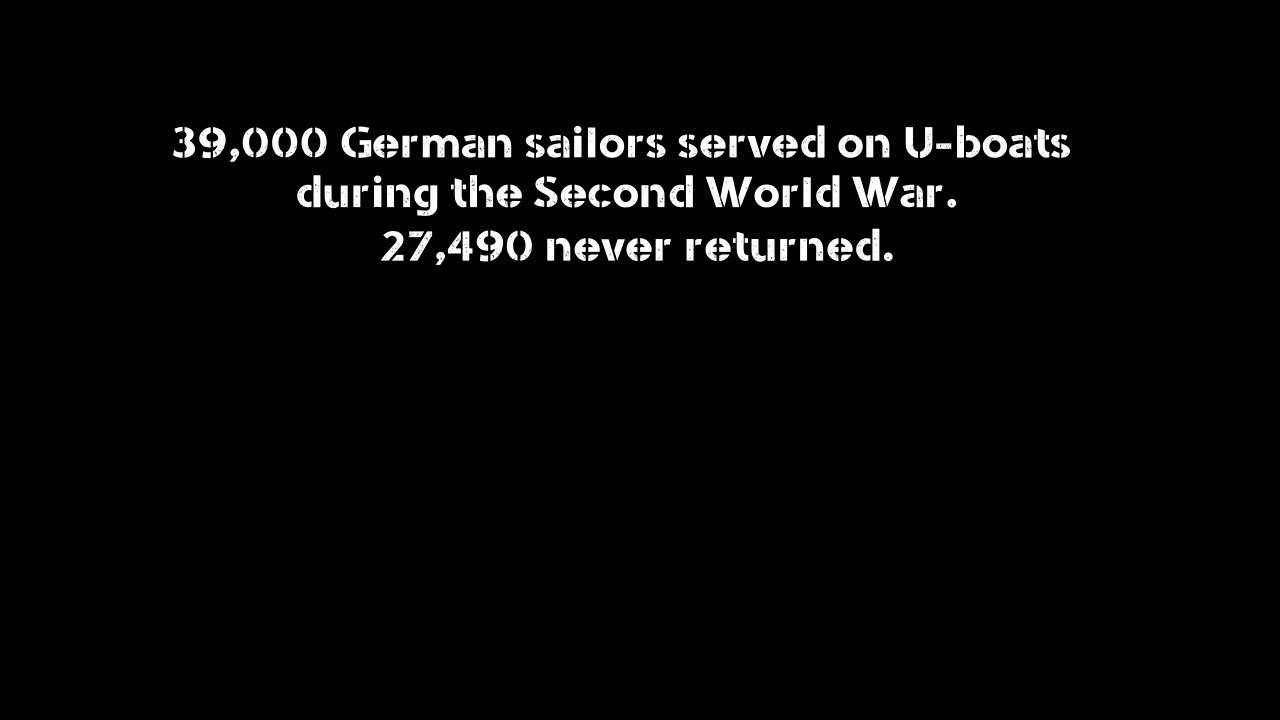 39,000 German sailors served on U-boats
during the Second World War.
27,490 never returned.